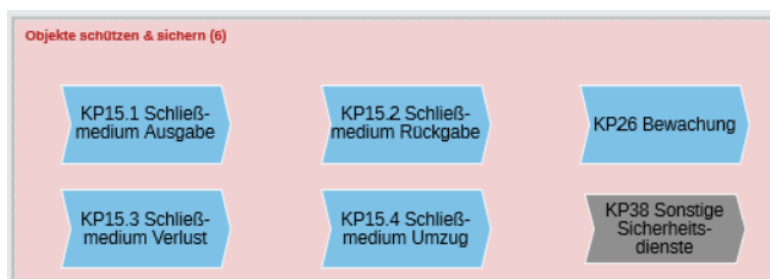 Objekte schützen & sichern (6)
KP15.1 Schließ-
medium Ausgabe
KP15.2 Schließ-
medium Rückgabe
KP26 Bewachung
KP15.3 Schließ-
medium Verlust
KP15.4 Schließ-
medium Umzug
KP38 Sonstige
Sicherheits-
dienste